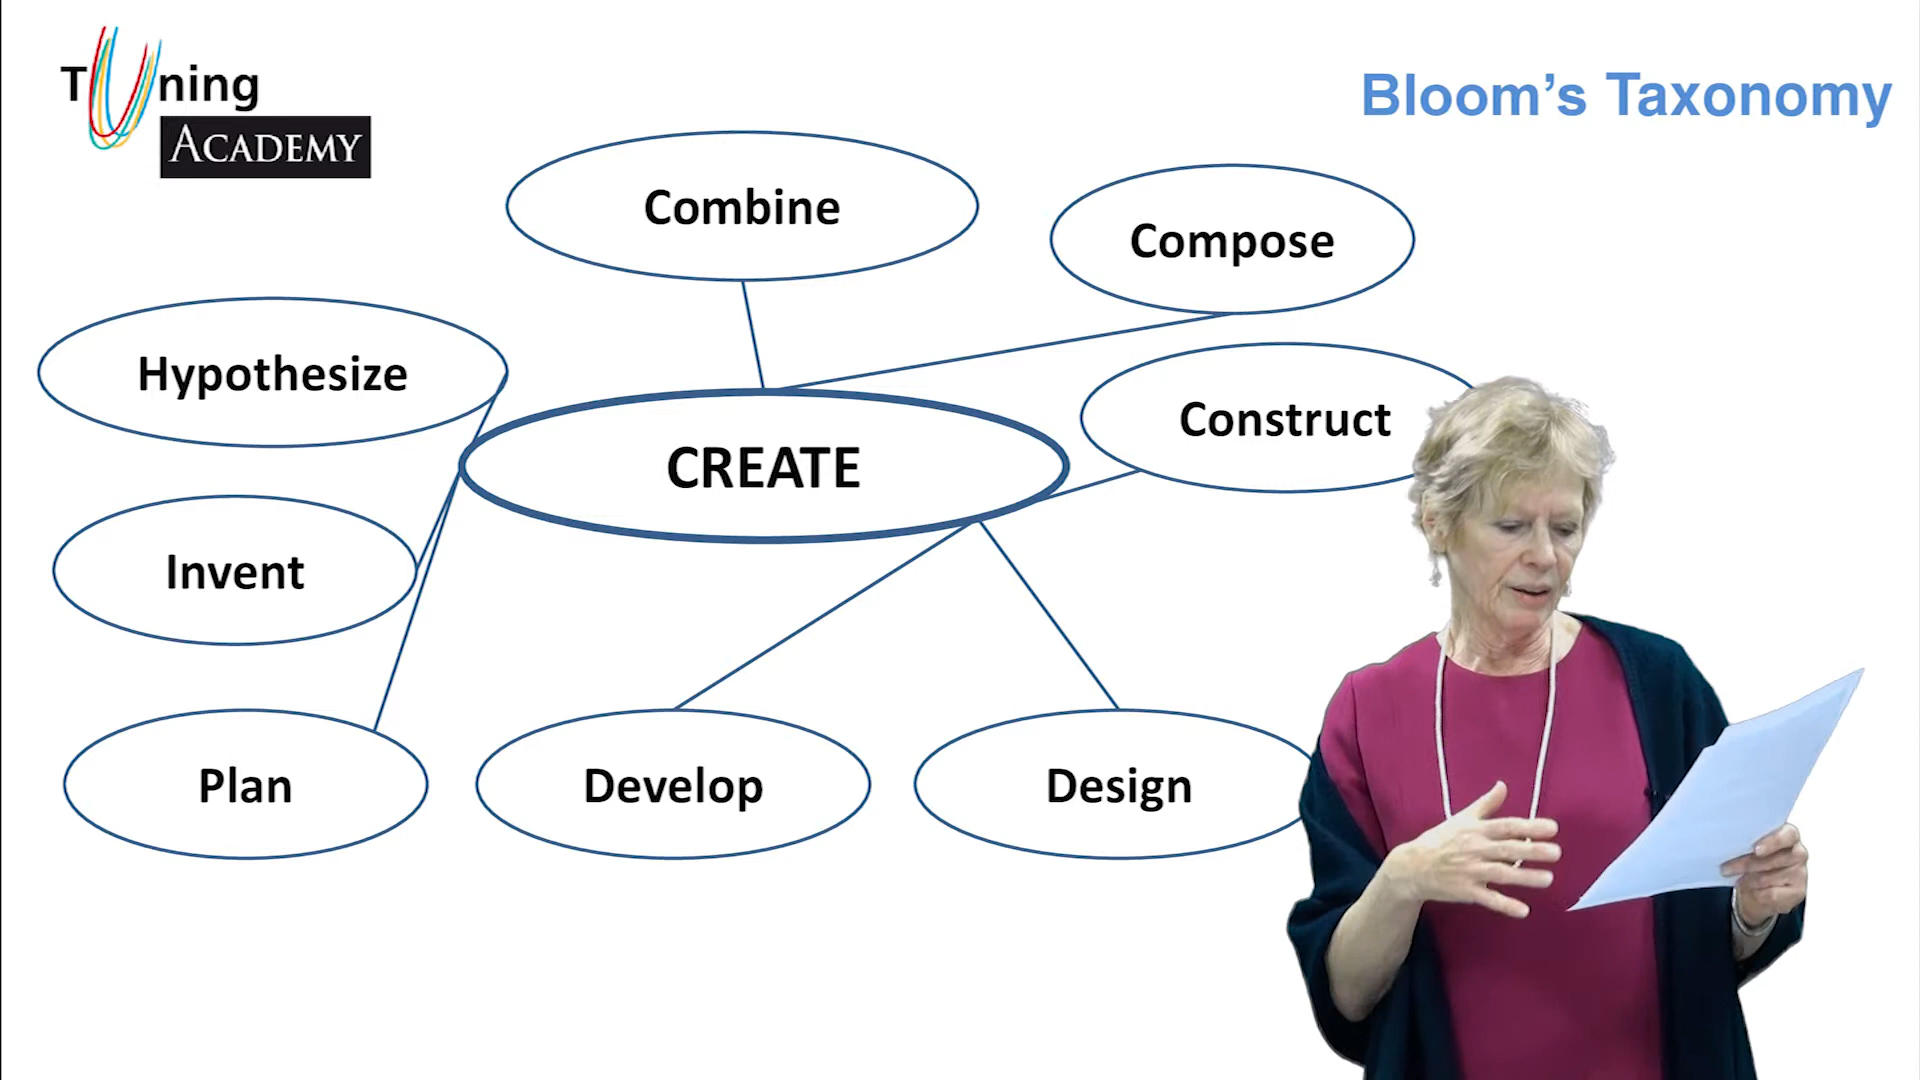 Tuning
ACADEMY
Bloom's Taxonomy
Combine
Compose
Hypothesize
Construct
CREATE
Invent
Plan
Develop
Design